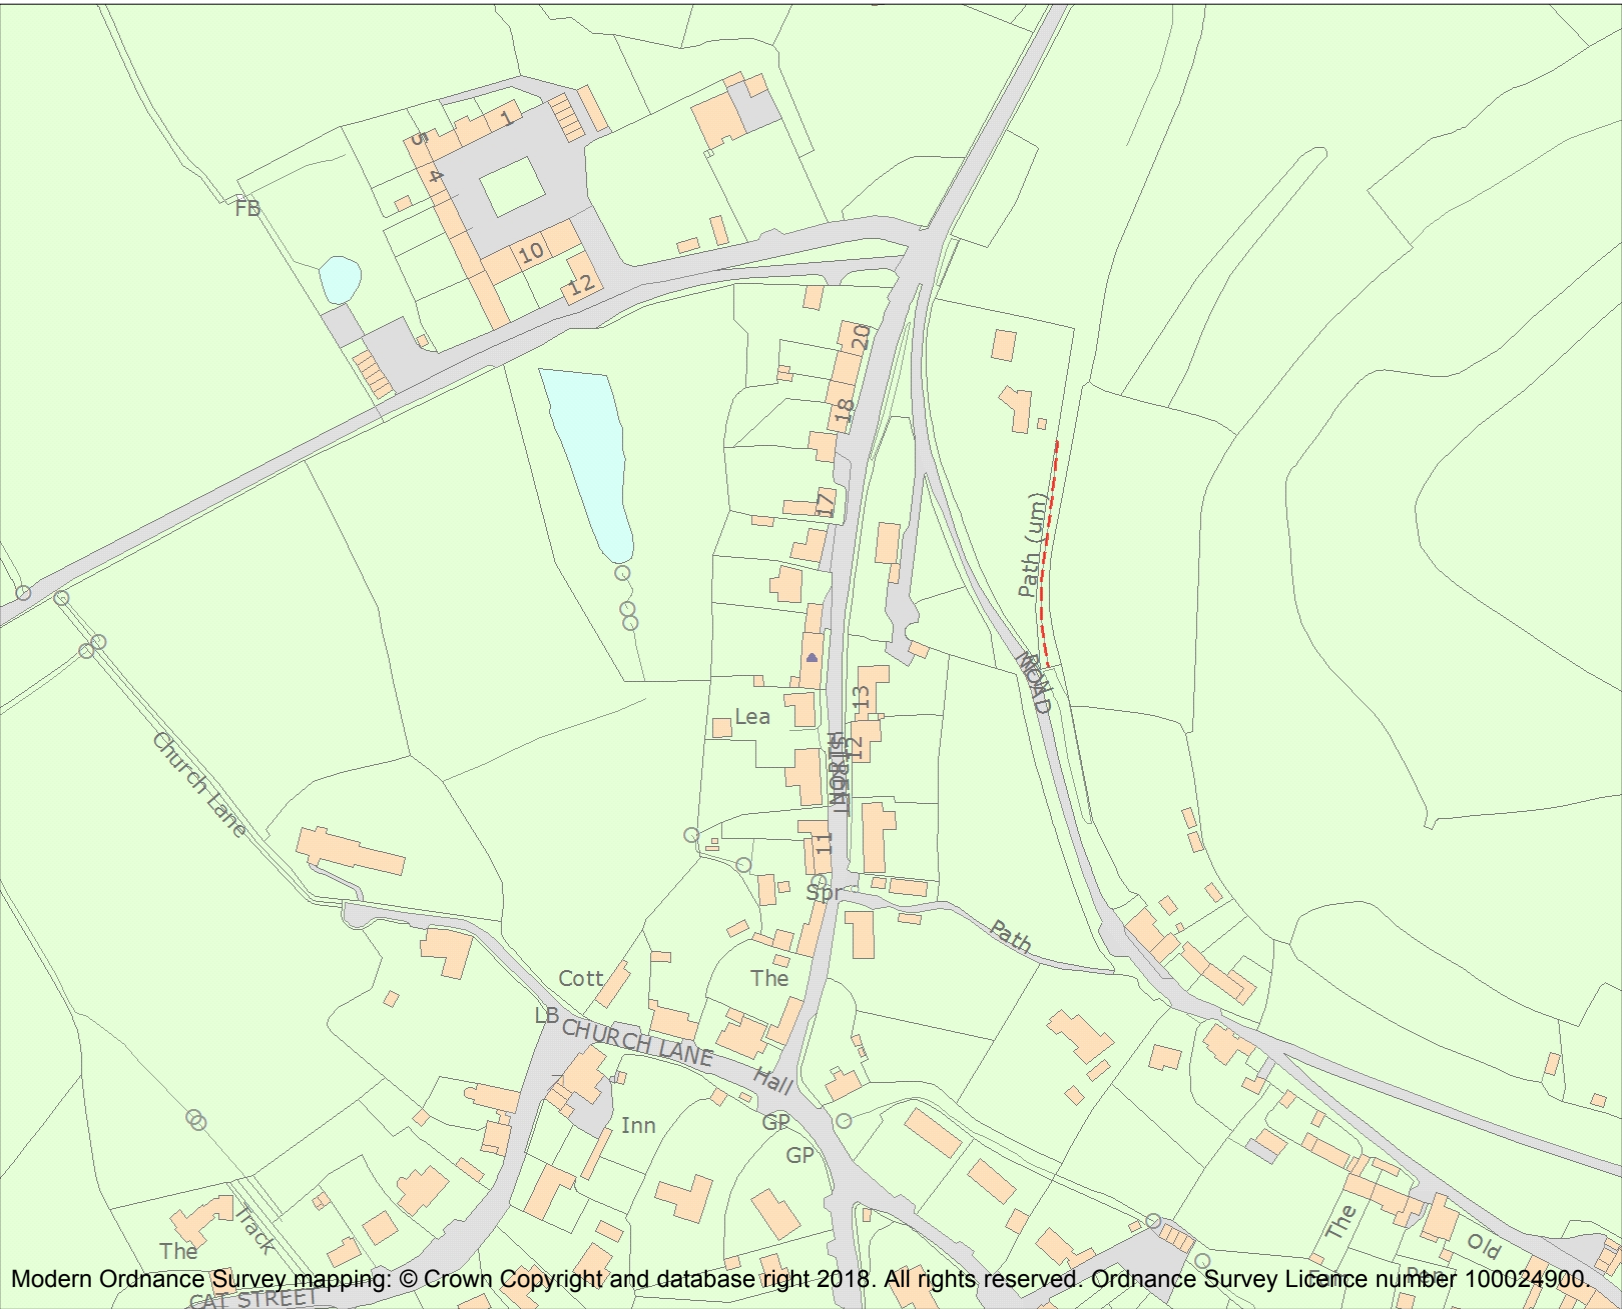 1
5
4
FB
10
12
20
18
17
Path (um)
13
Lea
12
NORTH STREET
Church Lane
11
Spr
Path
Cott
The
LB
CHURCH LANE
Hall
Inn
GP
GP
Track
The
The
Old
Modern Ordnance Survey mapping: © Crown Copyright and database right 2018. All rights reserved. Ordnance Survey Licence number 100024900.
CAT STREET